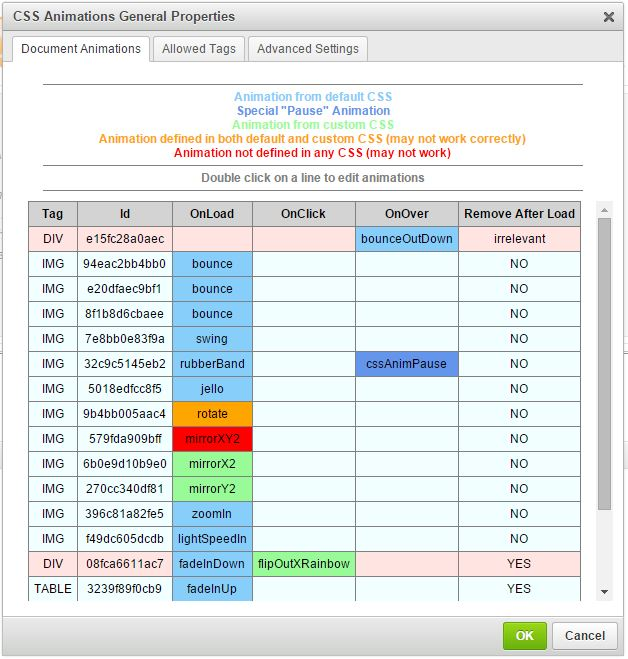 CSS Animations General Properties
Document Animations Allowed Tags Advanced Settings
Animation from default CSS
Special "Pause" Animation
Animation from custom CSS
Animation defined in both default and custom CSS (may not work correctly)
Animation not defined in any CSS (may not work)
Double click on a line to edit animations
Tag Id OnLoad OnClick OnOver Remove After Load
DIV e15fc28a0aec bounceOutDown irrelevant
IMG 94eac2bb4bb0 bounce NO
IMG e20dfaec9bf1 bounce NO
IMG 8f1b8d6cbaee bounce NO
IMG 7e8bb0e83f9a swing NO
IMG 32c9c5145eb2 rubberBand cssAnimPause NO
IMG 5018edfcc8f5 jello NO
IMG 9b4bb005aac4 rotate NO
IMG 579fda909bff mirrorXY2 NO
IMG 6b0e9d10b9e0 mirrorX2 NO
IMG 270cc340df81 mirrorY2 NO
IMG 396c81a82fe5 zoomIn NO
IMG f49dc605dcdb lightSpeedIn NO
DIV 08fca6611ac7 fadeInDown flipOutXRainbow YES
TABLE 3239f89f0cb9 fadeInUp YES
OK Cancel